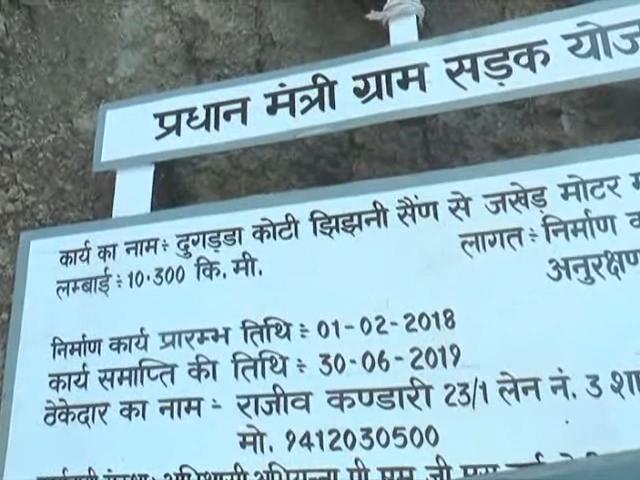 प्रधान मंत्री ग्राम सड़क योज
कार्य का नाम: दुगड्डा कोटी झिझनी सैंण से जखेड़ मोटर म
लम्बाई: 10.300 कि. मी.
लागत: निर्माण
अनुरक्षण
निर्माण कार्य प्रारम्भ तिथि: 01-02-2018
कार्य समाप्ति की तिथि: 30-06-2019
ठेकेदार का नाम - राजीव कण्डारी 23/1 लेन नं. 3 शा
मो. 9412030500